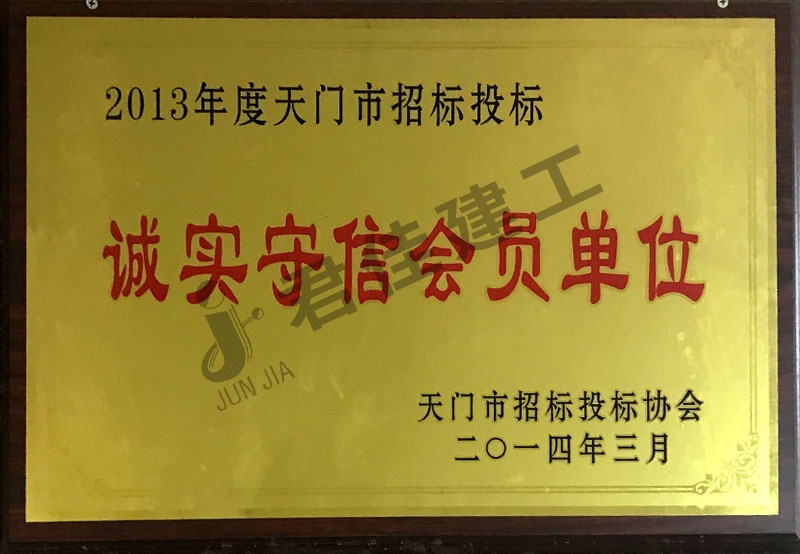 2013年度天门市招标投标
诚实守信会员单位
君佳建工
JUN JIA
天门市招标投标协会
二〇一四年三月